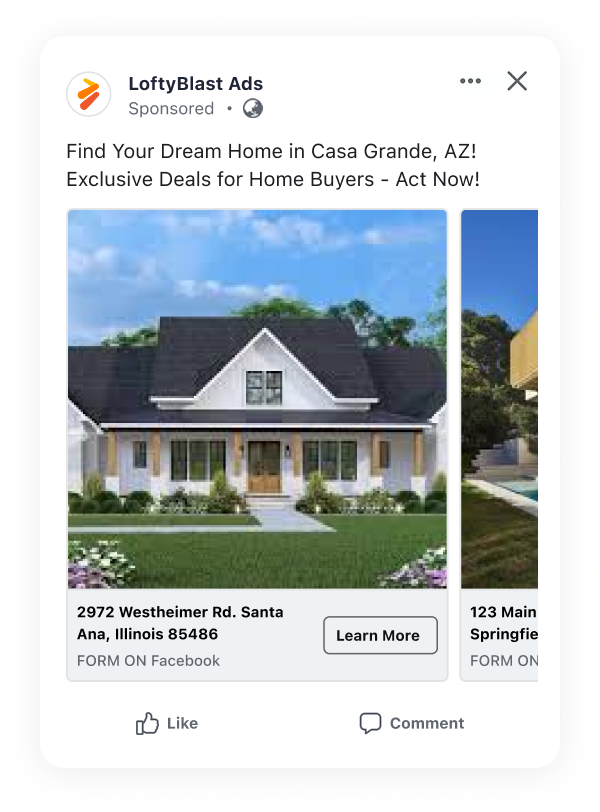 LoftyBlast Ads
Sponsored •
Find Your Dream Home in Casa Grande, AZ!
Exclusive Deals for Home Buyers - Act Now!
2972 Westheimer Rd. Santa
Ana, Illinois 85486
FORM ON Facebook
Learn More
123 Main
Springfie
FORM ON
Like
Comment